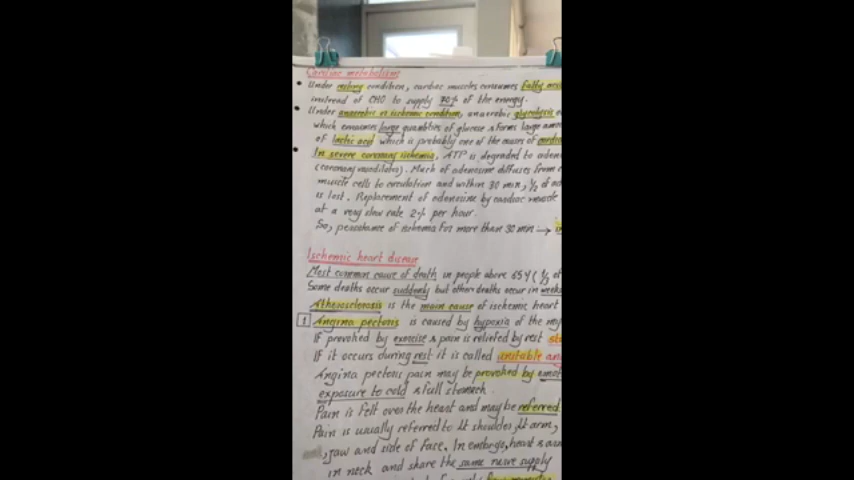 Cardiac metabolism
• Under resting condition, cardiac muscles consumes fatty
instead of CHO to supply 70% of the energy.
• Under anaerobic or ischemic condition, anaerobic glycolysis
which consumes large quantities of glucose & forms large
of lactic acid which is probably one of the causes of
• In severe coronary ischemia, ATP is degraded to
(coronary vasodilator). Much of adenosine diffuses from
muscle cells to circulation and within 30 min, 1/2 of
is lost. Replacement of adenosine by cardiac muscle
at a very slow rate 2% per hour.
So, persistance of ischemia for more than 30 min →
Ischemic heart disease
Most common cause of death in people above 65 y (
Some deaths occur suddenly but other deaths occur in weeks
Atherosclerosis is the main cause of ischemic heart
1 Angina pectoris is caused by hypoxia of the
If provoked by exercise & pain is relieved by rest
If it occurs during rest it is called unstable
Angina pectoris pain may be provoked by
exposure to cold & full stomach.
Pain is felt over the heart and may be referred
Pain is usually referred to Lt shoulder, Lt arm,
, jaw and side of face. In embryo, heart &
in neck and share the same nerve supply